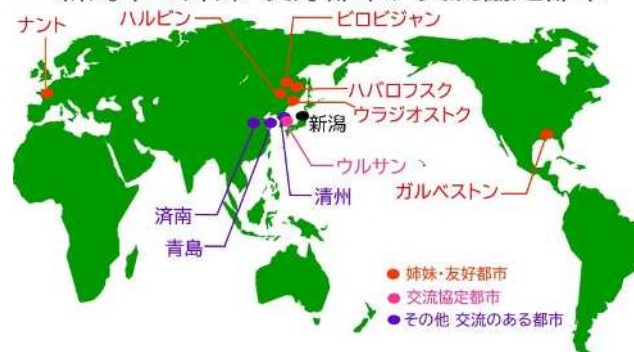 ナント
ハルビン
ビロビジャン
ハバロフスク
ウラジオストク
新潟
ウルサン
清州
ガルベストン
済南
青島
姉妹・友好都市
交流協定都市
その他 交流のある都市